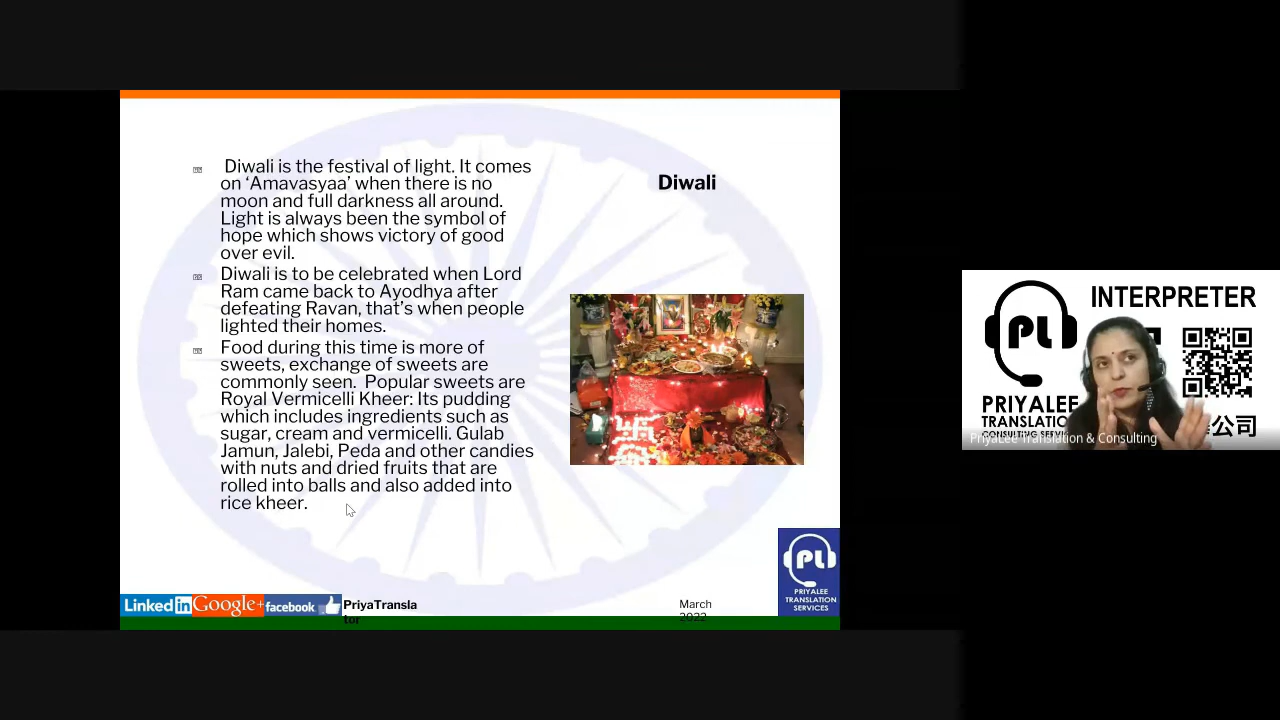 Diwali is the festival of light. It comes
on ‘Amavasyaa’ when there is no
moon and full darkness all around.
Light is always been the symbol of
hope which shows victory of good
over evil.
Diwali is to be celebrated when Lord
Ram came back to Ayodhya after
defeating Ravan, that’s when people
lighted their homes.
Food during this time is more of
sweets, exchange of sweets are
commonly seen.  Popular sweets are
Royal Vermicelli Kheer: Its pudding
which includes ingredients such as
sugar, cream and vermicelli. Gulab
Jamun, Jalebi, Peda and other candies
with nuts and dried fruits that are
rolled into balls and also added into
rice kheer.
Diwali
PL
PRIYALEE
TRANSLATION
SERVICES
LinkedIn Google+ facebook
PriyaTransla
tor
March
2022
INTERPRETER
PL
PRIYALEE
TRANSLATION
CONSULTING
公司
PriyaLee Translation & Consulting